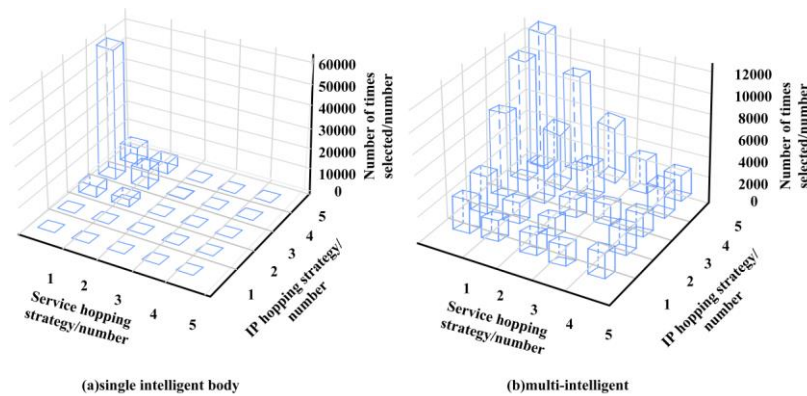 60000
50000
40000
30000
20000
10000
0
Number of times
selected/number
1
2
3
4
5
Service hopping
strategy/number
1
2
3
4
5
IP hopping strategy/
number
(a)single intelligent body
12000
10000
8000
6000
4000
2000
0
Number of times
selected/number
1
2
3
4
5
Service hopping
strategy/number
1
2
3
4
5
IP hopping strategy/
number
(b)multi-intelligent